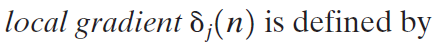 local gradient δⱼ(n) is defined by